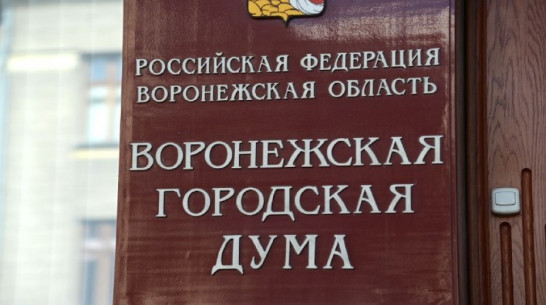 РОССИЙСКАЯ ФЕДЕРАЦИЯ
ВОРОНЕЖСКАЯ ОБЛАСТЬ
ВОРОНЕЖСКАЯ
ГОРОДСКАЯ
ДУМА